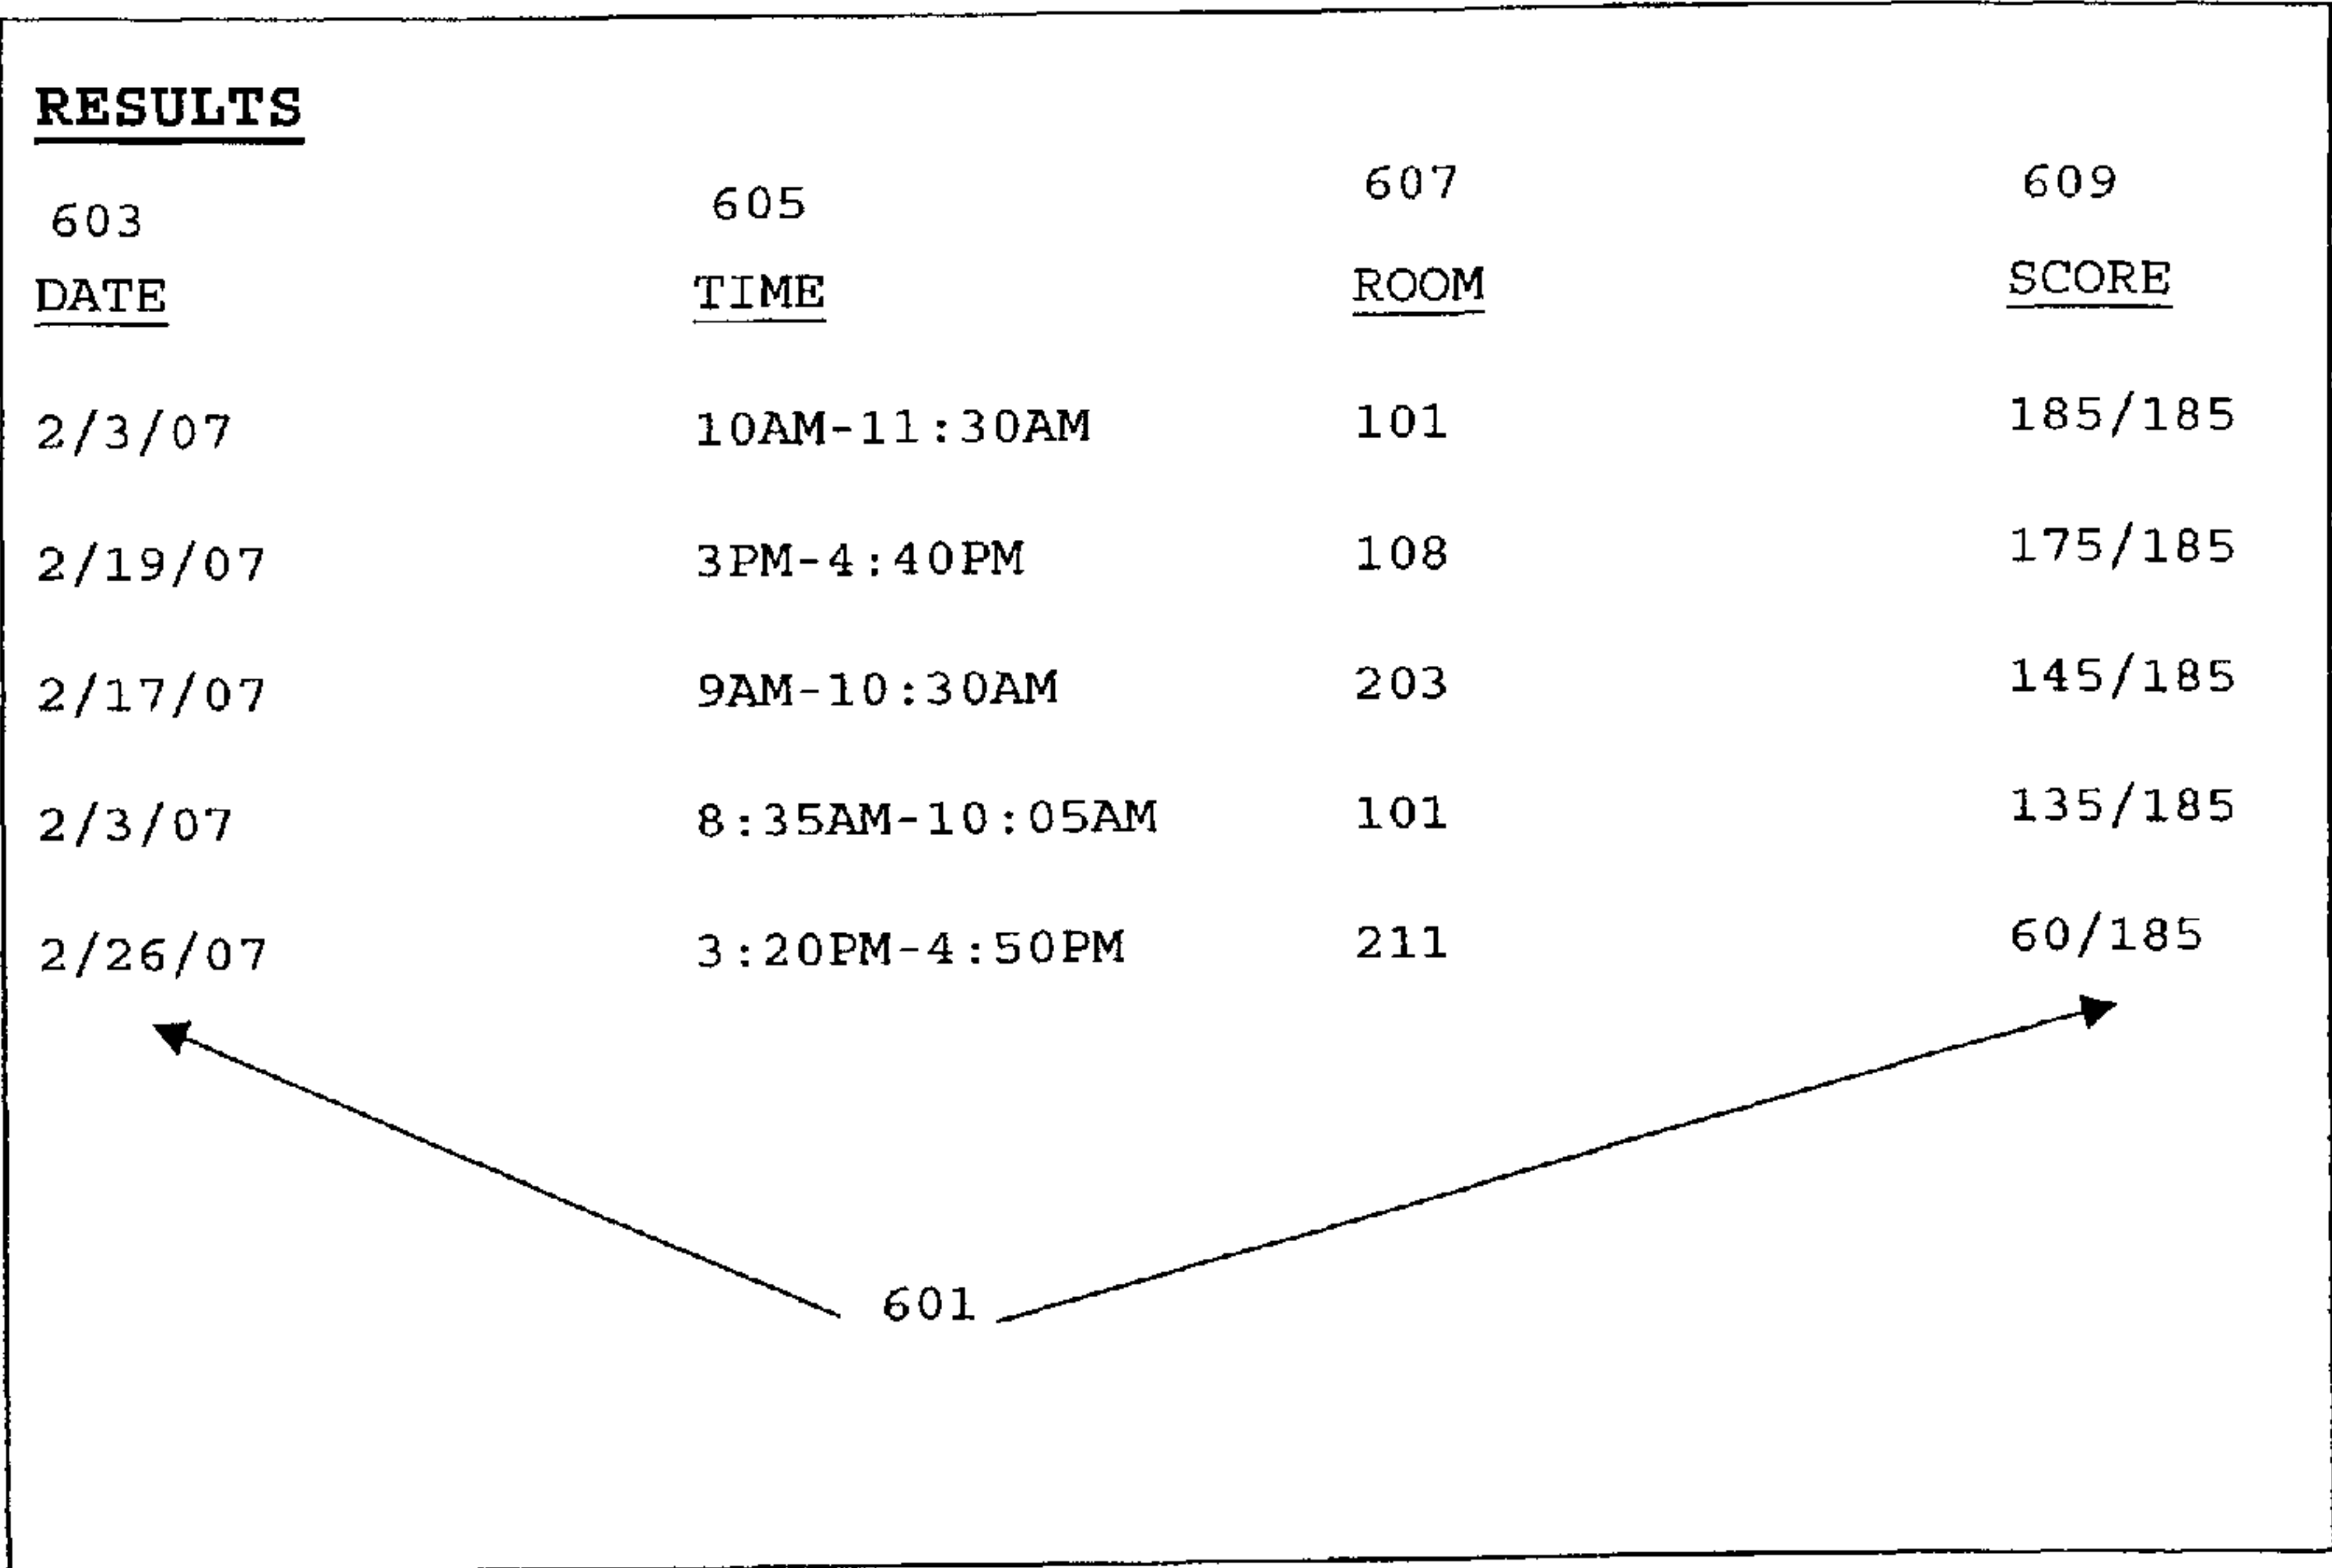 RESULTS
603 605 607 609
DATE TIME ROOM SCORE
2/3/07 10AM-11:30AM 101 185/185
2/19/07 3PM-4:40PM 108 175/185
2/17/07 9AM-10:30AM 203 145/185
2/3/07 8:35AM-10:05AM 101 135/185
2/26/07 3:20PM-4:50PM 211 60/185
601